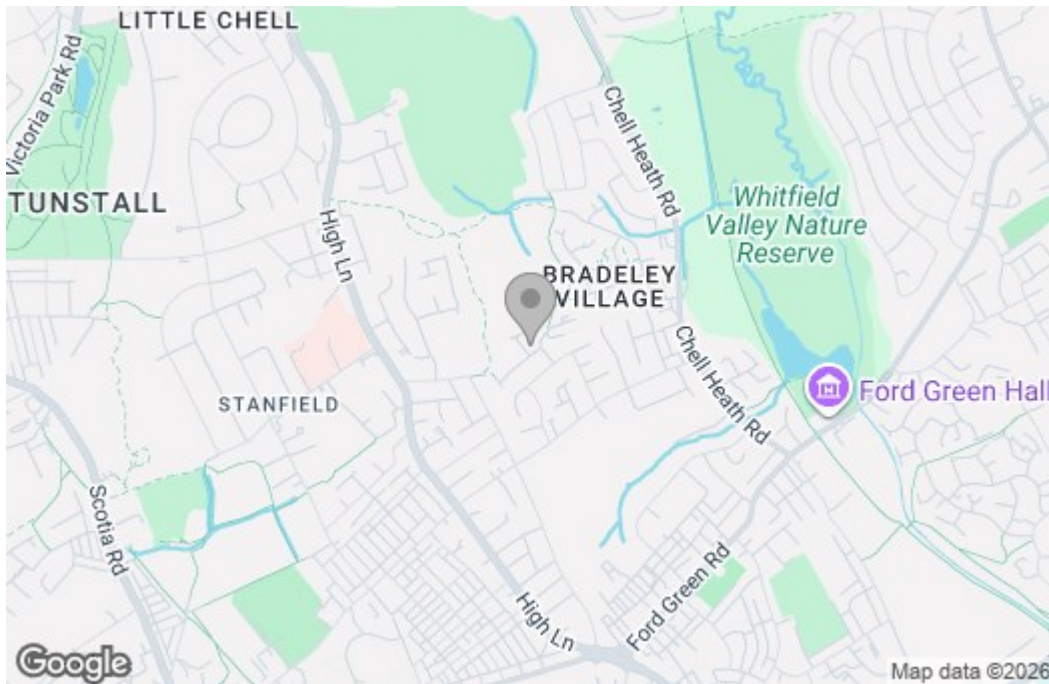 LITTLE CHELL
Victoria Park Rd
TUNSTALL
High Ln
Chell Heath Rd
Whitfield
Valley Nature
Reserve
BRADELEY
VILLAGE
Chell Heath Rd
Ford Green Hall
STANFIELD
Scotia Rd
High Ln
Ford Green Rd
Google
Map data ©2026